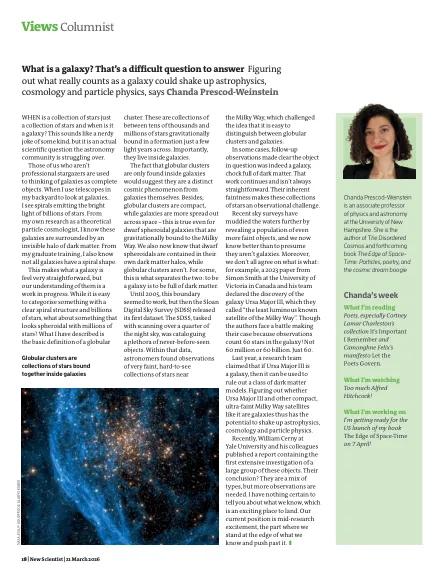 Views Columnist
What is a galaxy? That's a difficult question to answer Figuring
out what really counts as a galaxy could shake up astrophysics,
cosmology and particle physics, says Chanda Prescod-Weinstein
WHEN is a collection of stars just
a collection of stars and when is it
a galaxy? This sounds like a nerdy
joke of some kind, but it is an actual
scientific question the astronomy
community is struggling over.
Those of us who aren't
professional stargazers are used
to thinking of galaxies as complete
objects. When I use telescopes in
my backyard to look at galaxies,
I see spirals emitting the bright
light of billions of stars. From
my own research as a theoretical
particle cosmologist, I know these
galaxies are surrounded by an
invisible halo of dark matter. From
my graduate training, I also know
not all galaxies have a spiral shape.
This makes what a galaxy is
feel very straightforward, but
our understanding of them is a
work in progress. While it is easy
to categorise something with a
clear spiral structure and billions
of stars, what about something that
looks spheroidal with millions of
stars? What I have described is
the basic definition of a globular
Globular clusters are
collections of stars bound
together inside galaxies
cluster. These are collections of
between tens of thousands and
millions of stars gravitationally
bound in a formation just a few
light years across. Importantly,
they live inside galaxies.
The fact that globular clusters
are only found inside galaxies
would suggest they are a distinct
cosmic phenomenon from
galaxies themselves. Besides,
globular clusters are compact,
while galaxies are more spread out
across space – this is true even for
dwarf spheroidal galaxies that are
gravitationally bound to the Milky
Way. We also now know that dwarf
spheroidals are contained in their
own dark matter halos, while
globular clusters aren't. For some,
this is what separates the two: to be
a galaxy is to be full of dark matter.
Until 2005, this boundary
seemed to work, but then the Sloan
Digital Sky Survey (SDSS) released
its first dataset. The SDSS, tasked
with scanning over a quarter of
the night sky, was cataloguing
a plethora of never-before-seen
objects. Within that data,
astronomers found observations
of very faint, hard-to-see
collections of stars near
the Milky Way, which challenged
the idea that it is easy to
distinguish between globular
clusters and galaxies.
In some cases, follow-up
observations made clear the object
in question was indeed a galaxy,
chock full of dark matter. That
work continues and isn't always
straightforward. Their inherent
faintness makes these collections
of stars an observational challenge.
Recent sky surveys have
muddied the waters further by
revealing a population of even
more faint objects, and we now
know better than to presume
they aren't galaxies. Moreover,
we don't all agree on what is what:
for example, a 2023 paper from
Simon Smith at the University of
Victoria in Canada and his team
declared the discovery of the
galaxy Ursa Major III, which they
called "the least luminous known
satellite of the Milky Way". Though
the authors face a battle making
their case because observations
count 60 stars in the galaxy! Not
60 million or 60 billion. Just 60.
Last year, a research team
claimed that if Ursa Major III is
a galaxy, then it can be used to
rule out a class of dark matter
models. Figuring out whether
Ursa Major III and other compact,
ultra-faint Milky Way satellites
like it are galaxies thus has the
potential to shake up astrophysics,
cosmology and particle physics.
Recently, William Cerny at
Yale University and his colleagues
published a report containing the
first extensive investigation of a
large group of these objects. Their
conclusion? They are a mix of
types, but more observations are
needed. I have nothing certain to
tell you about what we know, which
is an exciting place to land. Our
current position is mid-research
excitement, the part where we
stand at the edge of what we
know and push past it.
Chanda Prescod-Weinstein
is an associate professor
of physics and astronomy
at the University of New
Hampshire. She is the
author of The Disordered
Cosmos and forthcoming
book The Edge of Space-
Time: Particles, poetry, and
the cosmic dream boogie
Chanda's week
What I'm reading
Poets, especially Cortney
Lamar Charleston's
collection It's Important
I Remember and
Camonghne Felix's
manifesto Let the
Poets Govern.
What I'm watching
Too much Alfred
Hitchcock!
What I'm working on
I'm getting ready for the
US launch of my book
The Edge of Space-Time
on 7 April!
18 | New Scientist | 21 March 2026